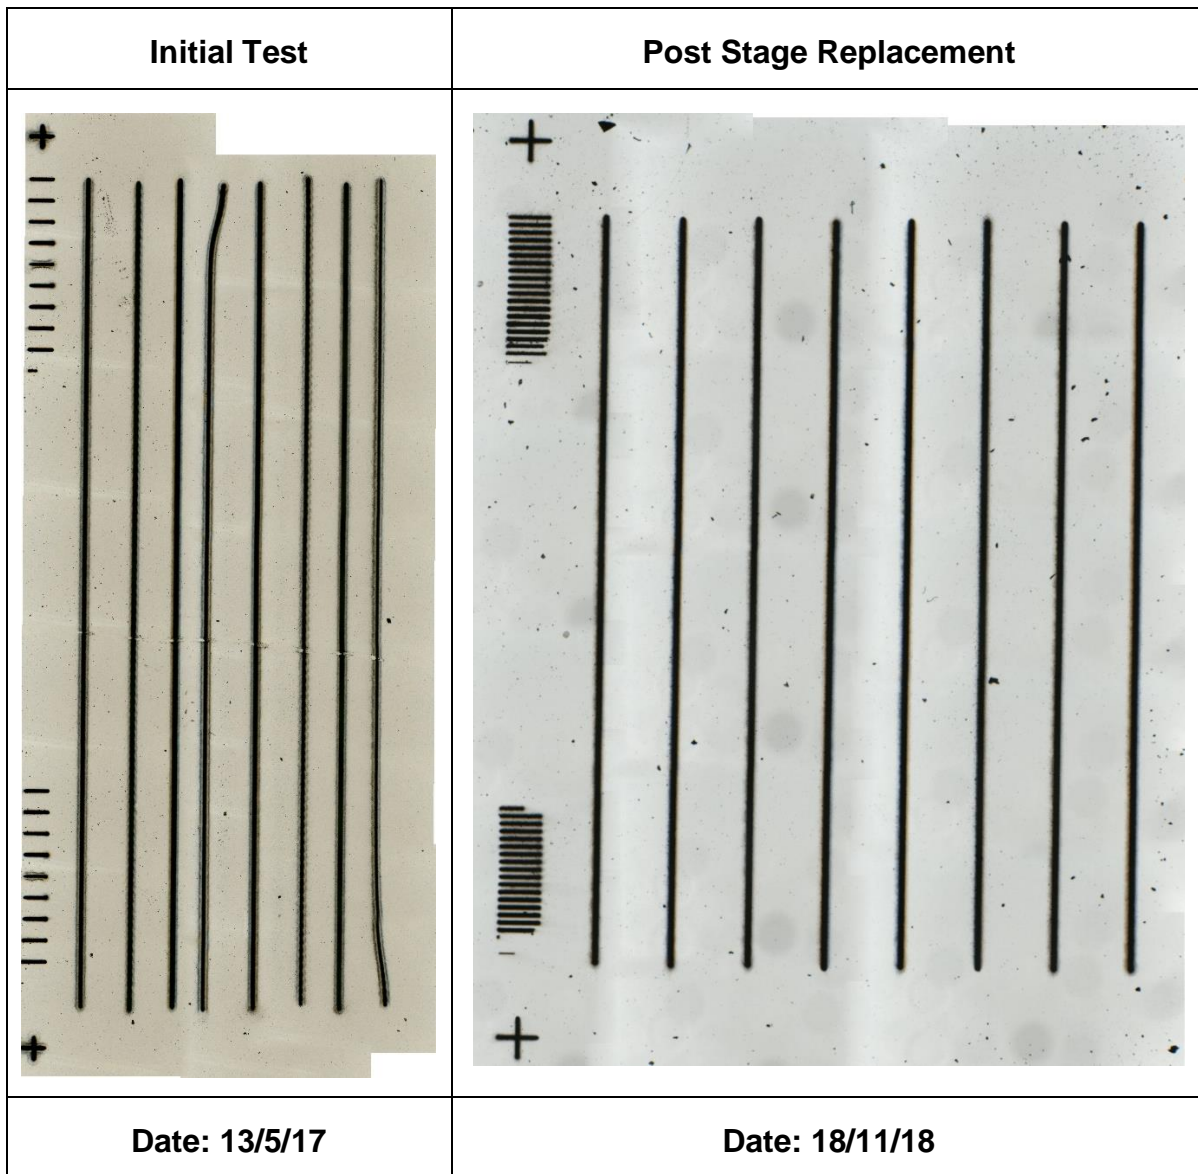 Initial Test
Post Stage Replacement
Date: 13/5/17
Date: 18/11/18